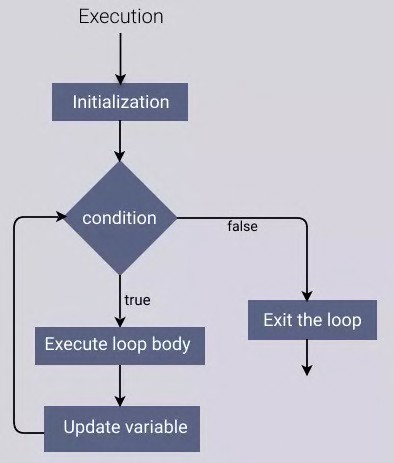 Execution
Initialization
condition
false
true
Execute loop body
Exit the loop
Update variable